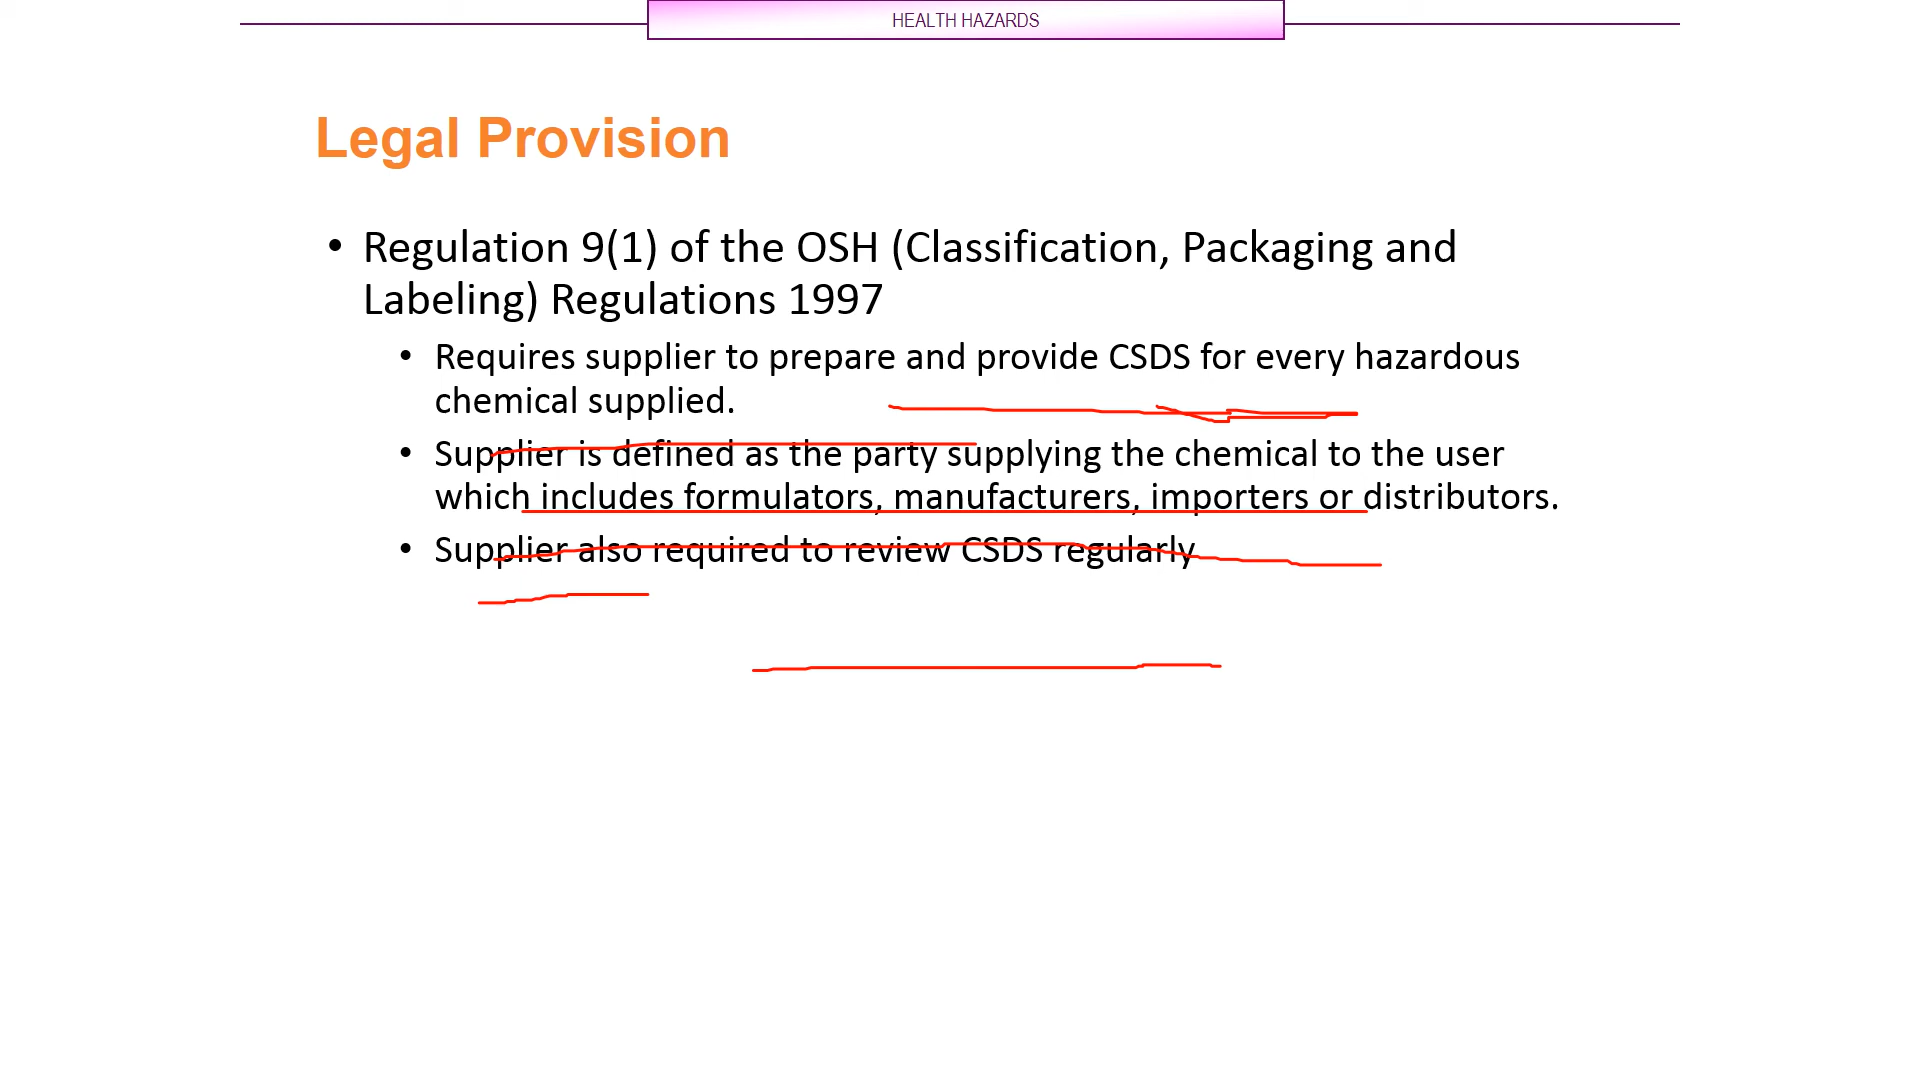 HEALTH HAZARDS
Legal Provision
• Regulation 9(1) of the OSH (Classification, Packaging and
Labeling) Regulations 1997
• Requires supplier to prepare and provide CSDS for every hazardous
chemical supplied.
• Supplier is defined as the party supplying the chemical to the user
which includes formulators, manufacturers, importers or distributors.
• Supplier also required to review CSDS regularly